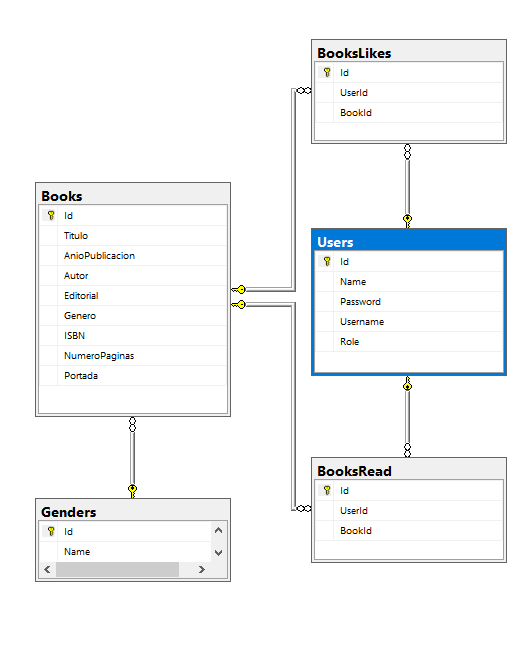 BooksLikes
Id
UserId
BookId
Books
Id
Titulo
AnioPublicacion
Autor
Editorial
Genero
ISBN
NumeroPaginas
Portada
Users
Id
Name
Password
Username
Role
BooksRead
Id
UserId
BookId
Genders
Id
Name